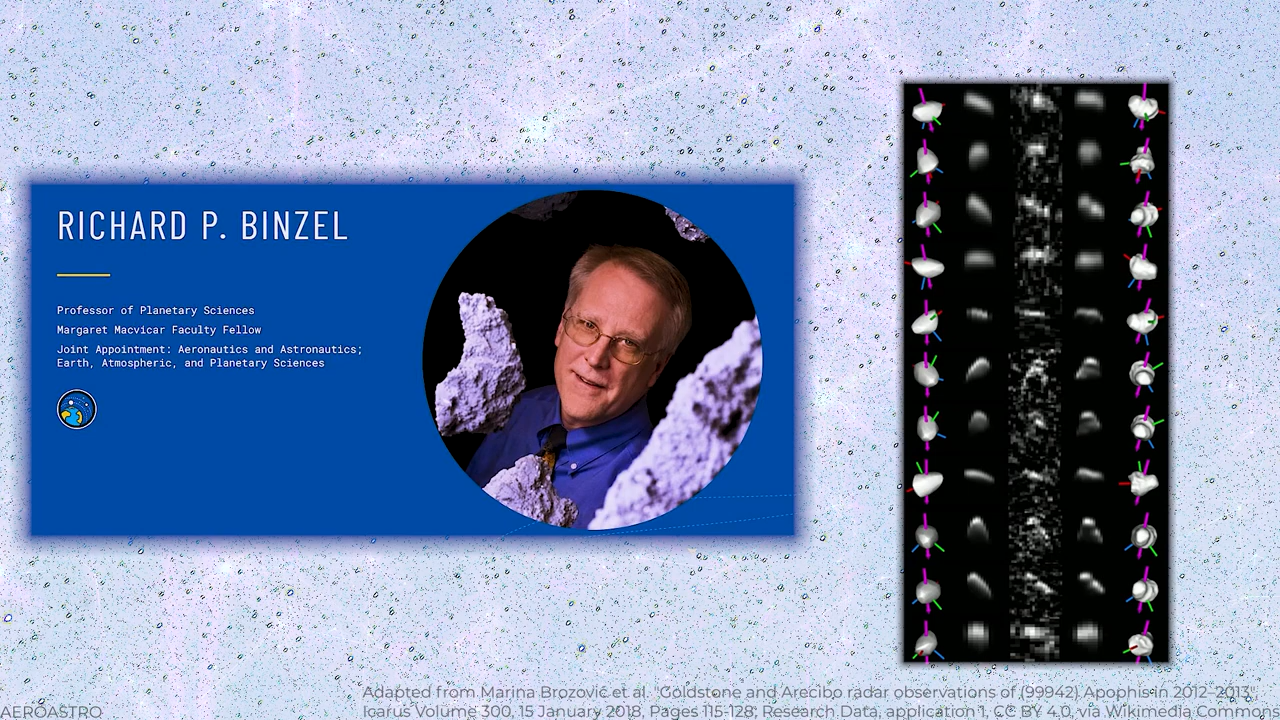 RICHARD P. BINZEL
Professor of Planetary Sciences
Margaret Macvicar Faculty Fellow
Joint Appointment: Aeronautics and Astronautics,
Earth, Atmospheric, and Planetary Sciences
Adapted from Marina Brozović et al. "Goldstone and Arecibo radar observations of (99942) Apophis in 2012–2013",
AEROASTRO
Icarus Volume 300, 15 January 2018, Pages 115-128, Research Data, application 1. CC BY 4.0, via Wikimedia Commons